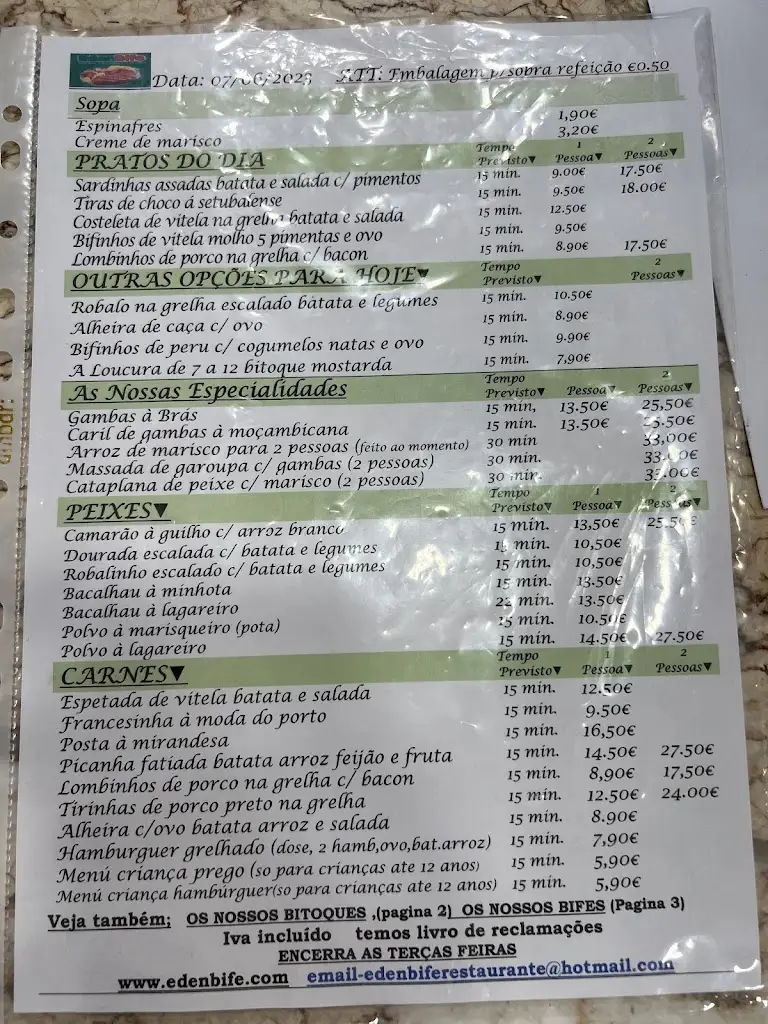 Data: 07/06/2023 ATT: Embalagem p/sobra refeição €0.50
Sopa
Espinafres 1,90€
Creme de marisco 3,20€
PRATOS DO DIA Tempo Previsto▼ 1 Pessoa▼ 2 Pessoas▼
Sardinhas assadas batata e salada c/ pimentos 15 min. 9.00€ 17.50€
Tiras de choco á setubalense 15 min. 9.50€ 18.00€
Costeleta de vitela na grelha batata e salada 15 min. 12.50€
Bifinhos de vitela molho 5 pimentas e ovo 15 min. 9.50€
Lombinhos de porco na grelha c/ bacon 15 min. 8.90€ 17.50€
OUTRAS OPÇÕES PARA HOJE▼ Tempo Previsto▼ 2 Pessoas▼
Robalo na grelha escalado batata e legumes 15 min. 10.50€
Alheira de caça c/ ovo 15 min. 8.90€
Bifinhos de peru c/ cogumelos natas e ovo 15 min. 9.90€
A Loucura de 7 a 12 bitoque mostarda 15 min. 7,90€
As Nossas Especialidades Tempo Previsto▼ Pessoa▼ 2 Pessoas▼
Gambas à Brás 15 min, 13.50€ 25,50€
Caril de gambas à moçambicana 15 min. 13.50€ 25.50€
Arroz de marisco para 2 pessoas (feito ao momento) 30 min 33,00€
Massada de garoupa c/ gambas (2 pessoas) 30 min. 33.00€
Cataplana de peixe c/ marisco (2 pessoas) 30 min. 33.00€
PEIXES▼ Tempo Previsto▼ 1 Pessoa▼ 2 Pessoas▼
Camarão à guilho c/ arroz branco 15 min. 13,50€ 25.50€
Dourada escalada c/ batata e legumes 15 min. 10,50€
Robalinho escalado c/ batata e legumes 15 min. 10,50€
Bacalhau à minhota 15 min. 13.50€
Bacalhau à lagareiro 22 min. 13.50€
Polvo à marisqueiro (pota) 15 min. 10.50€
Polvo à lagareiro 15 min. 14.50€ 27.50€
CARNES▼ Tempo Previsto▼ 1 Pessoa▼ 2 Pessoas▼
Espetada de vitela batata e salada 15 min. 12.50€
Francesinha à moda do porto 15 min. 9.50€
Posta à mirandesa 15 min. 16,50€
Picanha fatiada batata arroz feijão e fruta 15 min. 14.50€ 27.50€
Lombinhos de porco na grelha c/ bacon 15 min. 8,90€ 17,50€
Tirinhas de porco preto na grelha 15 min. 12.50€ 24.00€
Alheira c/ovo batata arroz e salada 15 min. 8.90€
Hamburguer grelhado (dose, 2 hamb,ovo,bat.arroz) 15 min. 7,90€
Menú criança prego (so para crianças ate 12 anos) 15 min. 5,90€
Menú criança hambúrguer(so para crianças ate 12 anos) 15 min. 5,90€
Veja também; OS NOSSOS BITOQUES ,(pagina 2) OS NOSSOS BIFES (Pagina 3)
Iva incluído temos livro de reclamações
ENCERRA AS TERÇAS FEIRAS
www.edenbife.com email-edenbiferestaurante@hotmail.com